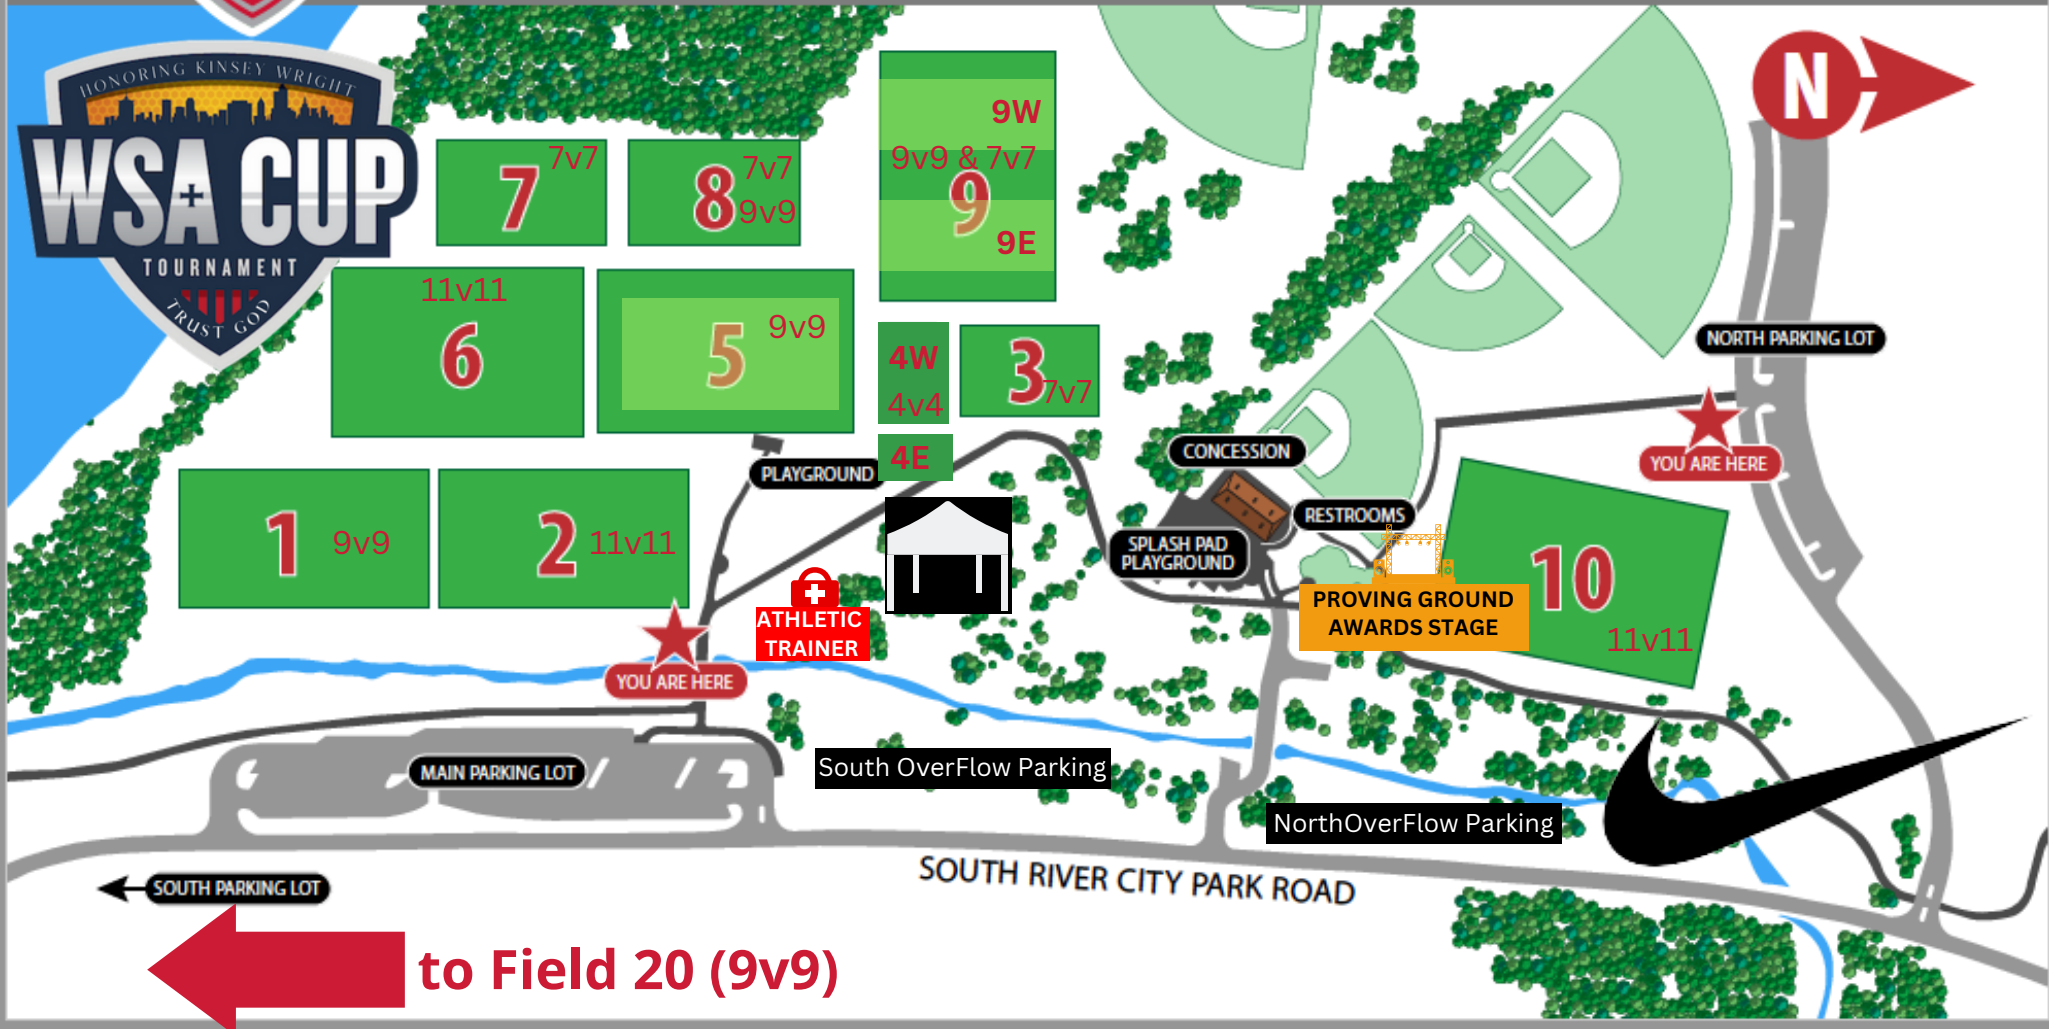 HONORING KINSEY WRIGHT
WSA CUP
TOURNAMENT
TRUST GOD
7 7v7
8 7v7
9v9
9W
9v9 & 7v7
9
9E
N
NORTH PARKING LOT
11v11
6
5 9v9
4W
4v4
3 7v7
4E
PLAYGROUND
CONCESSION
YOU ARE HERE
RESTROOMS
SPLASH PAD
PLAYGROUND
1 9v9
2 11v11
10
11v11
PROVING GROUND
AWARDS STAGE
ATHLETIC
TRAINER
YOU ARE HERE
MAIN PARKING LOT
South OverFlow Parking
NorthOverFlow Parking
SOUTH RIVER CITY PARK ROAD
SOUTH PARKING LOT
to Field 20 (9v9)